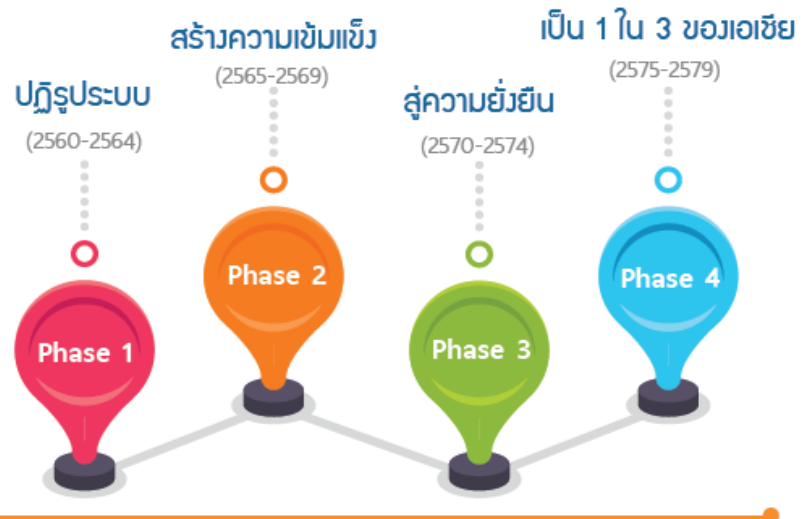 ปฏิรูประบบ
(2560-2564)
Phase 1
สร้างความเข้มแข็ง
(2565-2569)
Phase 2
สู่ความยั่งยืน
(2570-2574)
Phase 3
เป็น 1 ใน 3 ของเอเชีย
(2575-2579)
Phase 4